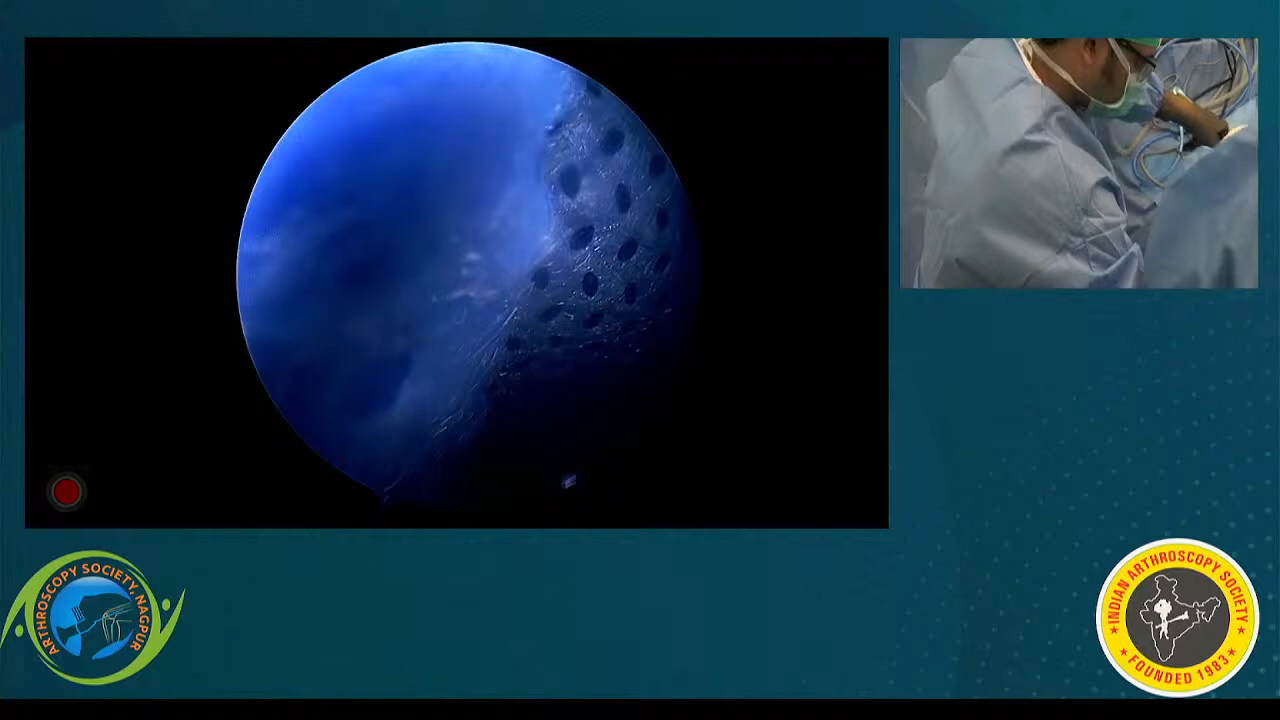 ARTHROSCOPY SOCIETY, NAGPUR
INDIAN ARTHROSCOPY SOCIETY
FOUNDED 1983